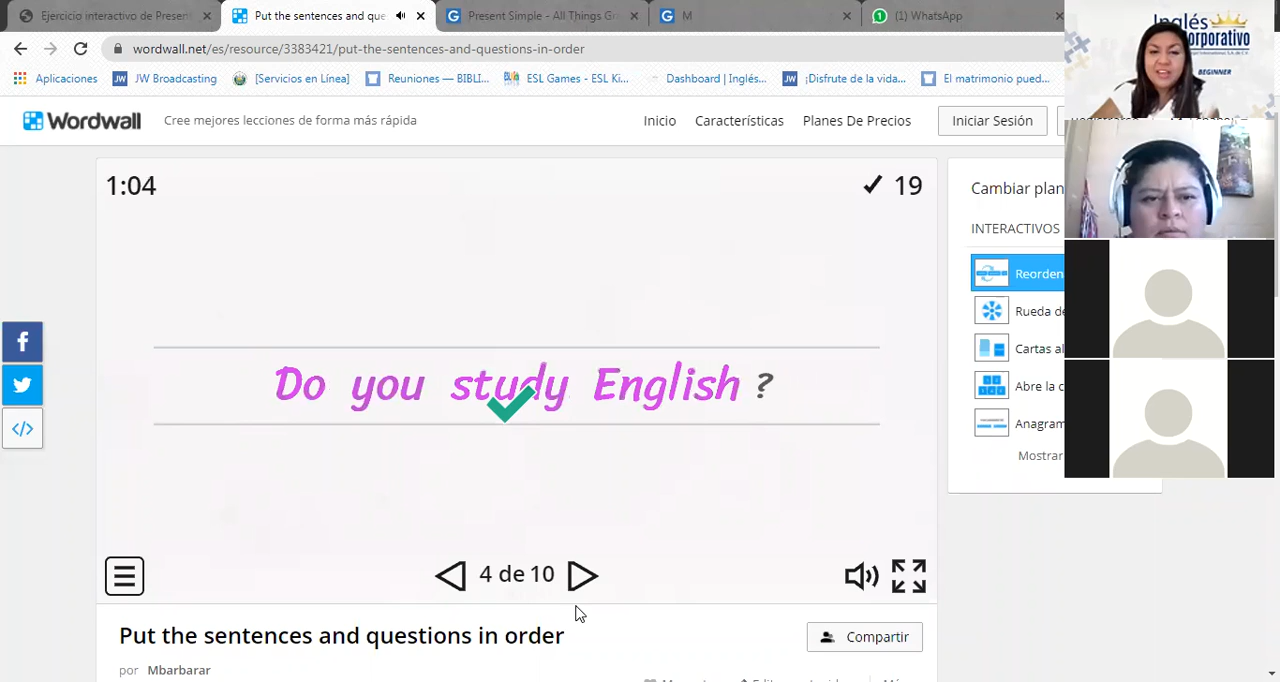 Ejercicio interactivo de Present
Put the sentences and que
Present Simple - All Things Gra
M
(1) WhatsApp
wordwall.net/es/resource/3383421/put-the-sentences-and-questions-in-order
Aplicaciones
JW Broadcasting
[Servicios en Línea]
Reuniones — BIBLI...
ESL Games - ESL Ki...
Dashboard | Inglés...
¡Disfrute de la vida...
El matrimonio pued...
Inglés
Corporativo
BEGINNER
Wordwall
Cree mejores lecciones de forma más rápida
Inicio
Características
Planes De Precios
Iniciar Sesión
1:04
19
Cambiar plan
INTERACTIVOS
Reorden
Rueda de
Cartas al
Abre la c
Anagram
Mostrar
Do you study English ?
4 de 10
Put the sentences and questions in order
Compartir
por Mbarbarar